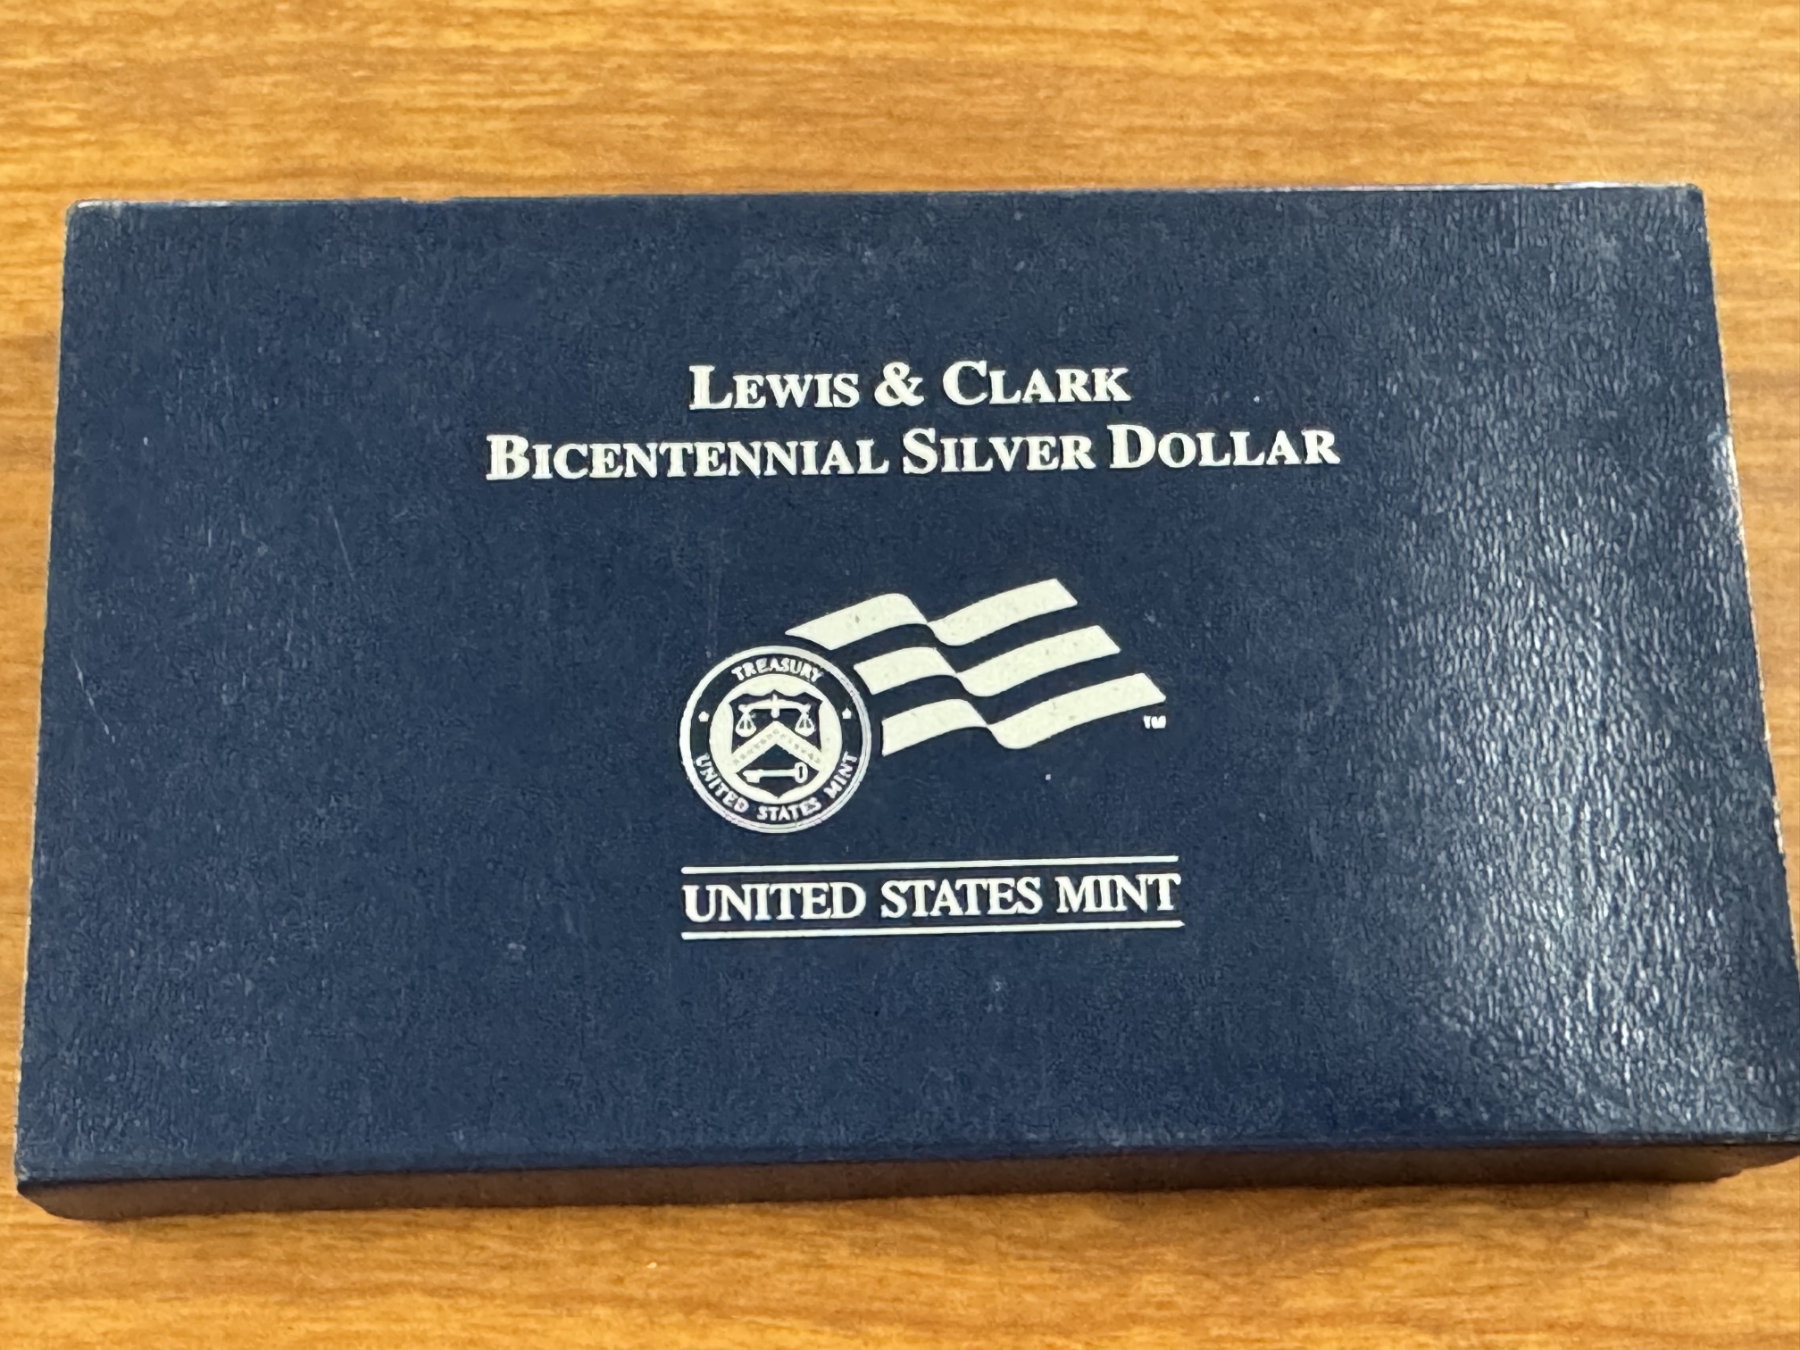 LEWIS & CLARK
BICENTENNIAL SILVER DOLLAR
TREASURY
UNITED STATES MINT
TM
UNITED STATES MINT